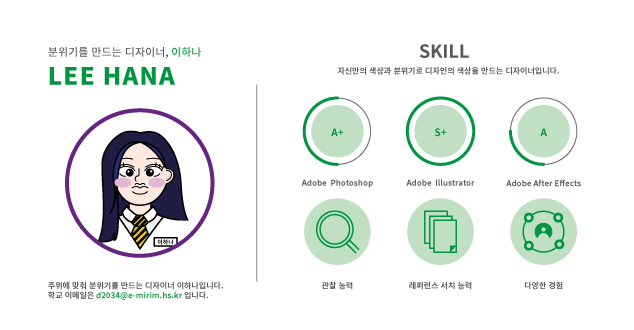 분위기를 만드는 디자이너, 이하나
LEE HANA
이하나
주위에 맞춰 분위기를 만드는 디자이너 이하나입니다.
학교 이메일은 d2034@e-mirim.hs.kr 입니다.
SKILL
자신만의 색상과 분위기로 디자인의 색상을 만드는 디자이너입니다.
A+
S+
A
Adobe Photoshop
Adobe Illustrator
Adobe After Effects
관찰 능력
레퍼런스 서치 능력
다양한 경험